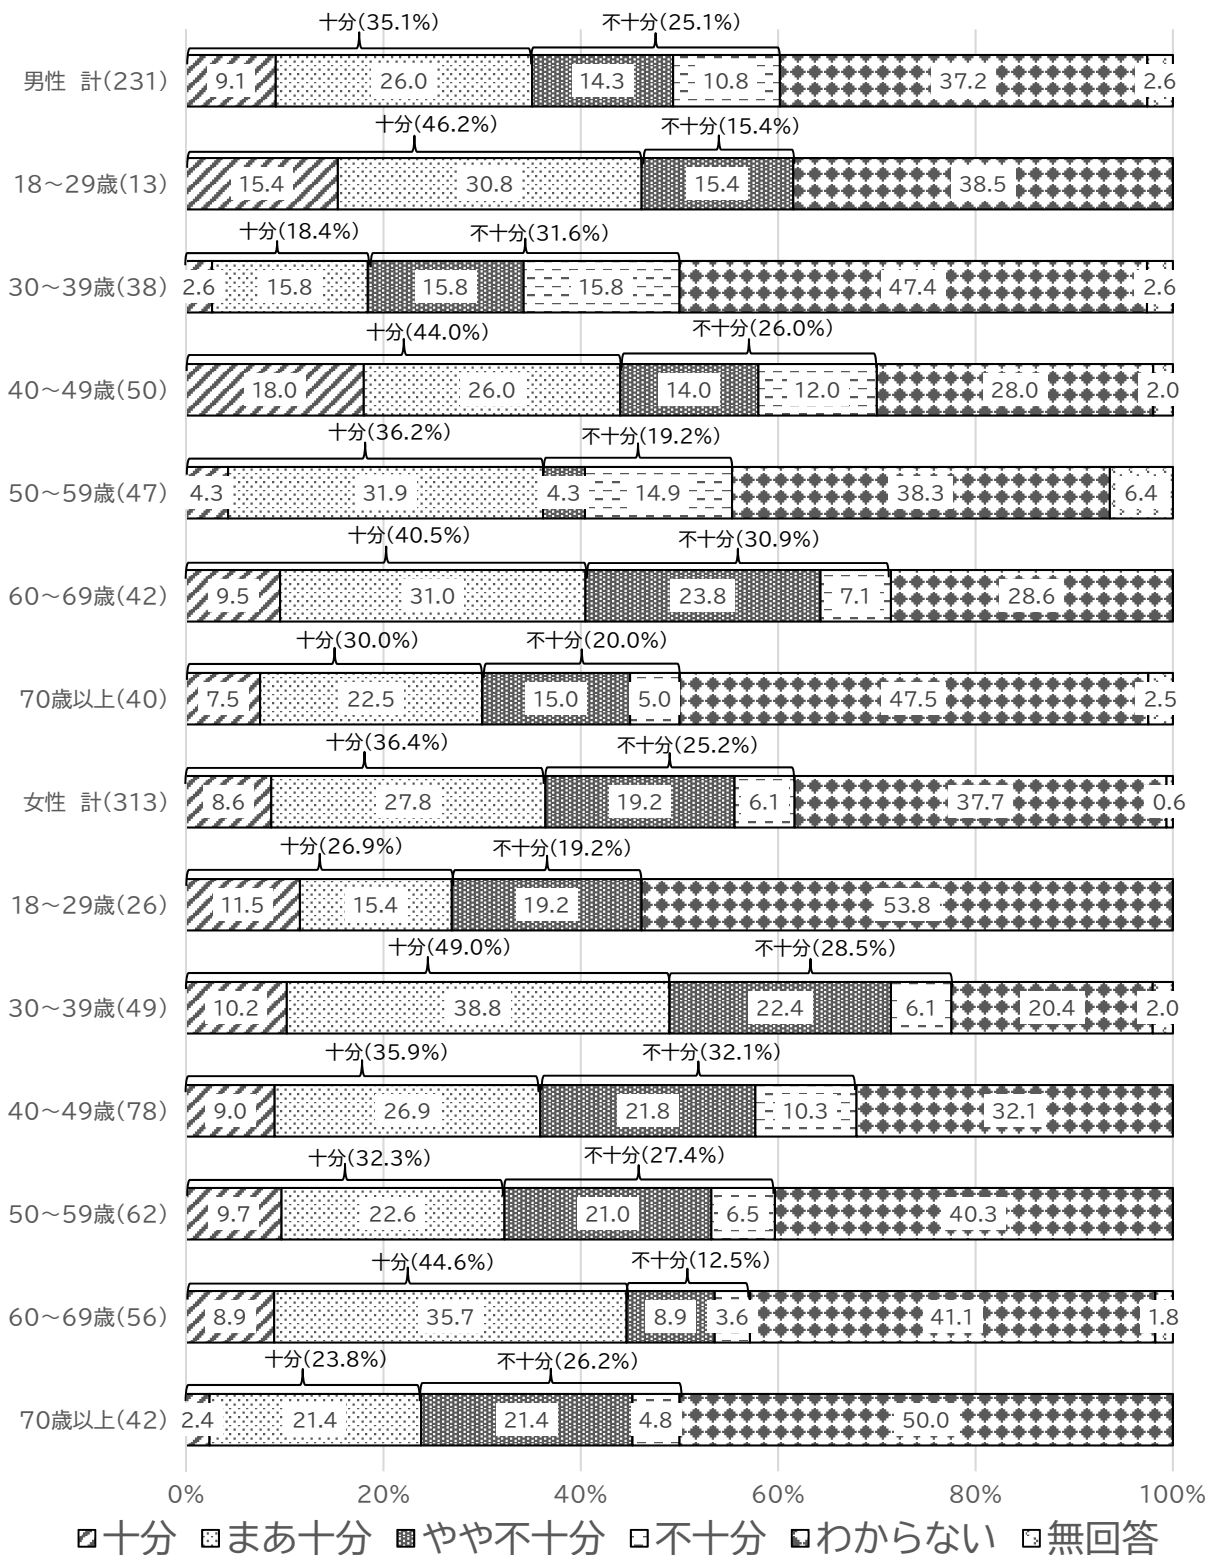 十分(35.1%) 不十分(25.1%)
男性 計(231) 9.1 26.0 14.3 10.8 37.2 2.6
十分(46.2%) 不十分(15.4%)
18～29歳(13) 15.4 30.8 15.4 38.5
十分(18.4%) 不十分(31.6%)
30～39歳(38) 2.6 15.8 15.8 15.8 47.4 2.6
十分(44.0%) 不十分(26.0%)
40～49歳(50) 18.0 26.0 14.0 12.0 28.0 2.0
十分(36.2%) 不十分(19.2%)
50～59歳(47) 4.3 31.9 4.3 14.9 38.3 6.4
十分(40.5%) 不十分(30.9%)
60～69歳(42) 9.5 31.0 23.8 7.1 28.6
十分(30.0%) 不十分(20.0%)
70歳以上(40) 7.5 22.5 15.0 5.0 47.5 2.5
十分(36.4%) 不十分(25.2%)
女性 計(313) 8.6 27.8 19.2 6.1 37.7 0.6
十分(26.9%) 不十分(19.2%)
18～29歳(26) 11.5 15.4 19.2 53.8
十分(49.0%) 不十分(28.5%)
30～39歳(49) 10.2 38.8 22.4 6.1 20.4 2.0
十分(35.9%) 不十分(32.1%)
40～49歳(78) 9.0 26.9 21.8 10.3 32.1
十分(32.3%) 不十分(27.4%)
50～59歳(62) 9.7 22.6 21.0 6.5 40.3
十分(44.6%) 不十分(12.5%)
60～69歳(56) 8.9 35.7 8.9 3.6 41.1 1.8
十分(23.8%) 不十分(26.2%)
70歳以上(42) 2.4 21.4 21.4 4.8 50.0
0% 20% 40% 60% 80% 100%
十分 まあ十分 やや不十分 不十分 わからない 無回答